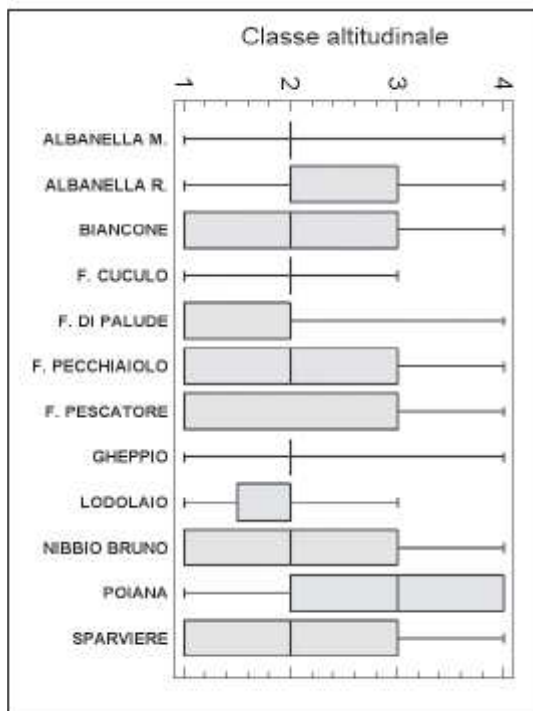 Classe altitudinale
1 2 3 4
ALBANELLA M.
ALBANELLA R.
BIANCONE
F. CUCULO
F. DI PALUDE
F. PECCHIAIOLO
F. PESCATORE
GHEPPIO
LODOLAIO
NIBBIO BRUNO
POIANA
SPARVIERE